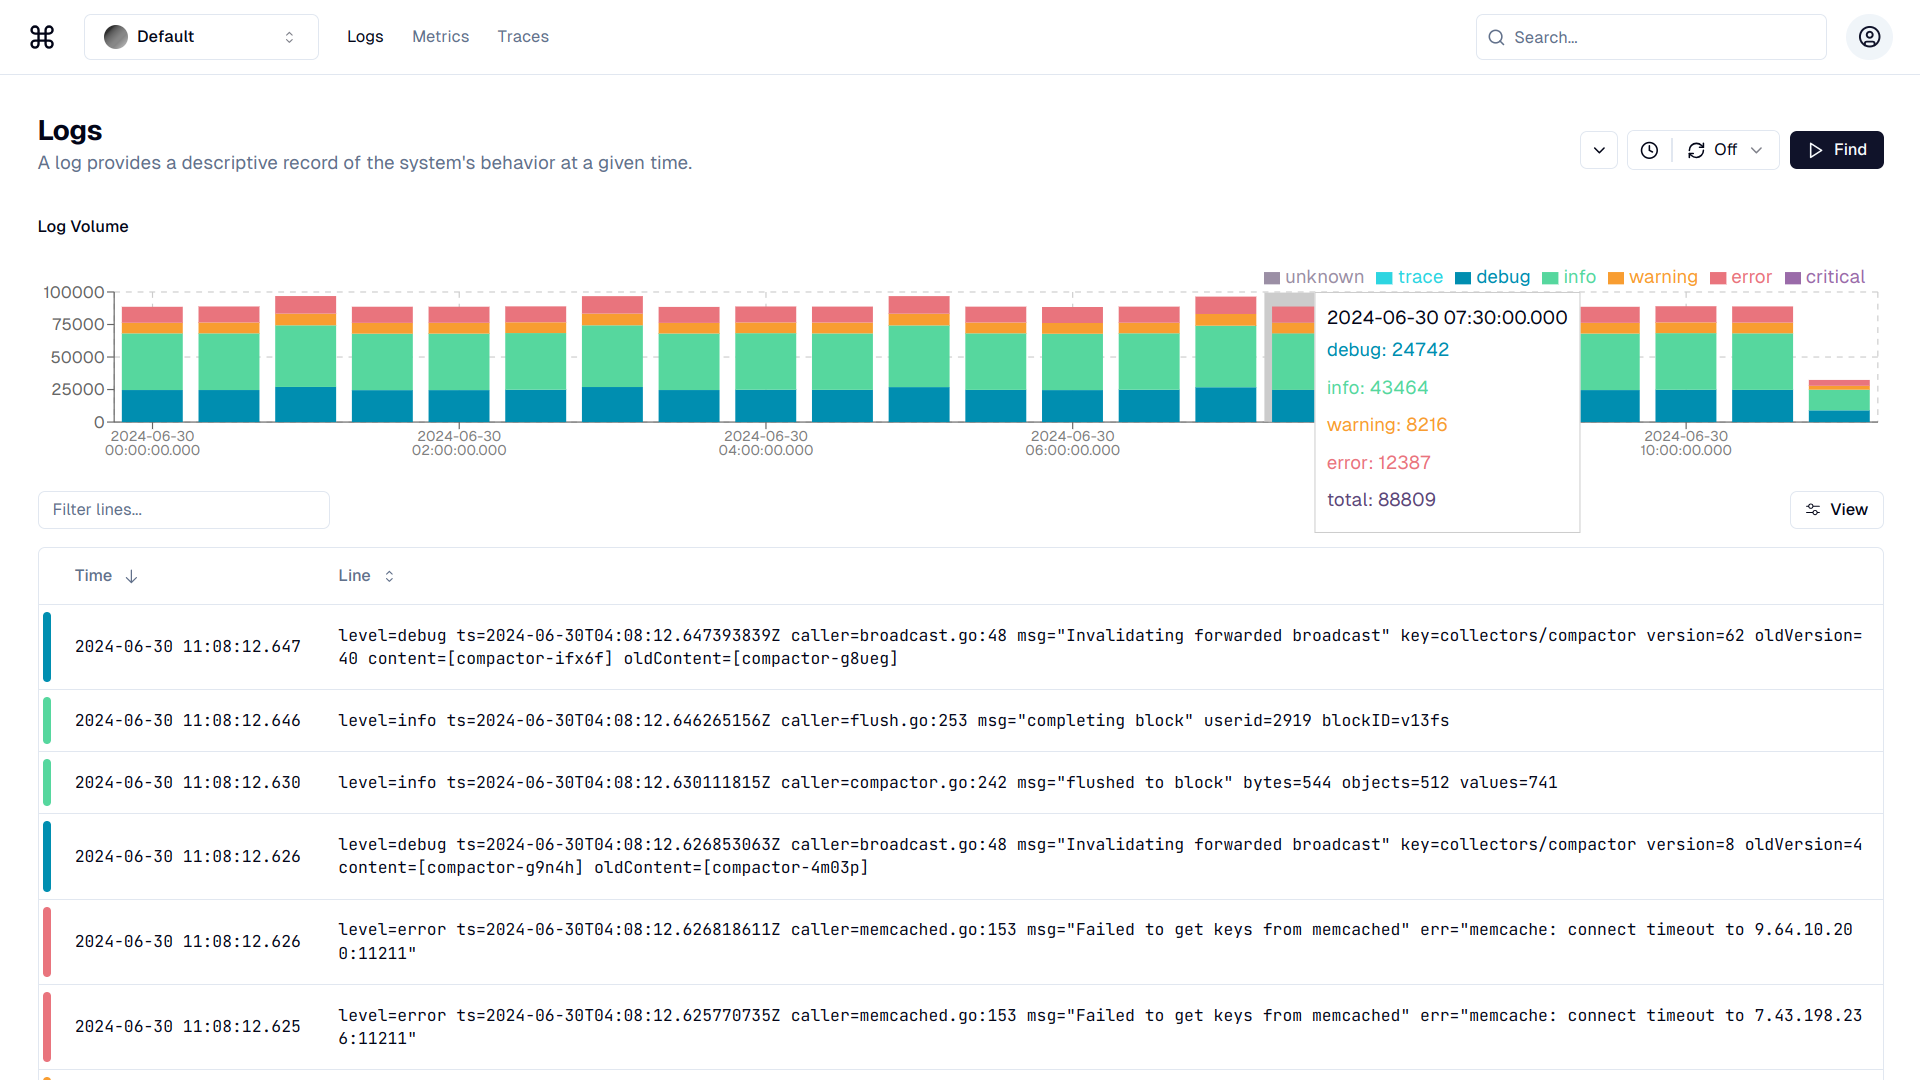 Default
Logs Metrics Traces
Search...
Logs
A log provides a descriptive record of the system's behavior at a given time.
Off
Find
Log Volume
unknown trace debug info warning error critical
100000
75000
50000
25000
0
2024-06-30 00:00:00.000
2024-06-30 02:00:00.000
2024-06-30 04:00:00.000
2024-06-30 06:00:00.000
2024-06-30 10:00:00.000
2024-06-30 07:30:00.000
debug: 24742
info: 43464
warning: 8216
error: 12387
total: 88809
Filter lines...
View
Time Line
2024-06-30 11:08:12.647
level=debug ts=2024-06-30T04:08:12.647393839Z caller=broadcast.go:48 msg="Invalidating forwarded broadcast" key=collectors/compactor version=62 oldVersion=
40 content=[compactor-ifx6f] oldContent=[compactor-g8ueg]
2024-06-30 11:08:12.646
level=info ts=2024-06-30T04:08:12.646265156Z caller=flush.go:253 msg="completing block" userid=2919 blockID=v13fs
2024-06-30 11:08:12.630
level=info ts=2024-06-30T04:08:12.630111815Z caller=compactor.go:242 msg="flushed to block" bytes=544 objects=512 values=741
2024-06-30 11:08:12.626
level=debug ts=2024-06-30T04:08:12.626853063Z caller=broadcast.go:48 msg="Invalidating forwarded broadcast" key=collectors/compactor version=8 oldVersion=4
content=[compactor-g9n4h] oldContent=[compactor-4m03p]
2024-06-30 11:08:12.626
level=error ts=2024-06-30T04:08:12.626818611Z caller=memcached.go:153 msg="Failed to get keys from memcached" err="memcache: connect timeout to 9.64.10.20
0:11211"
2024-06-30 11:08:12.625
level=error ts=2024-06-30T04:08:12.625770735Z caller=memcached.go:153 msg="Failed to get keys from memcached" err="memcache: connect timeout to 7.43.198.23
6:11211"